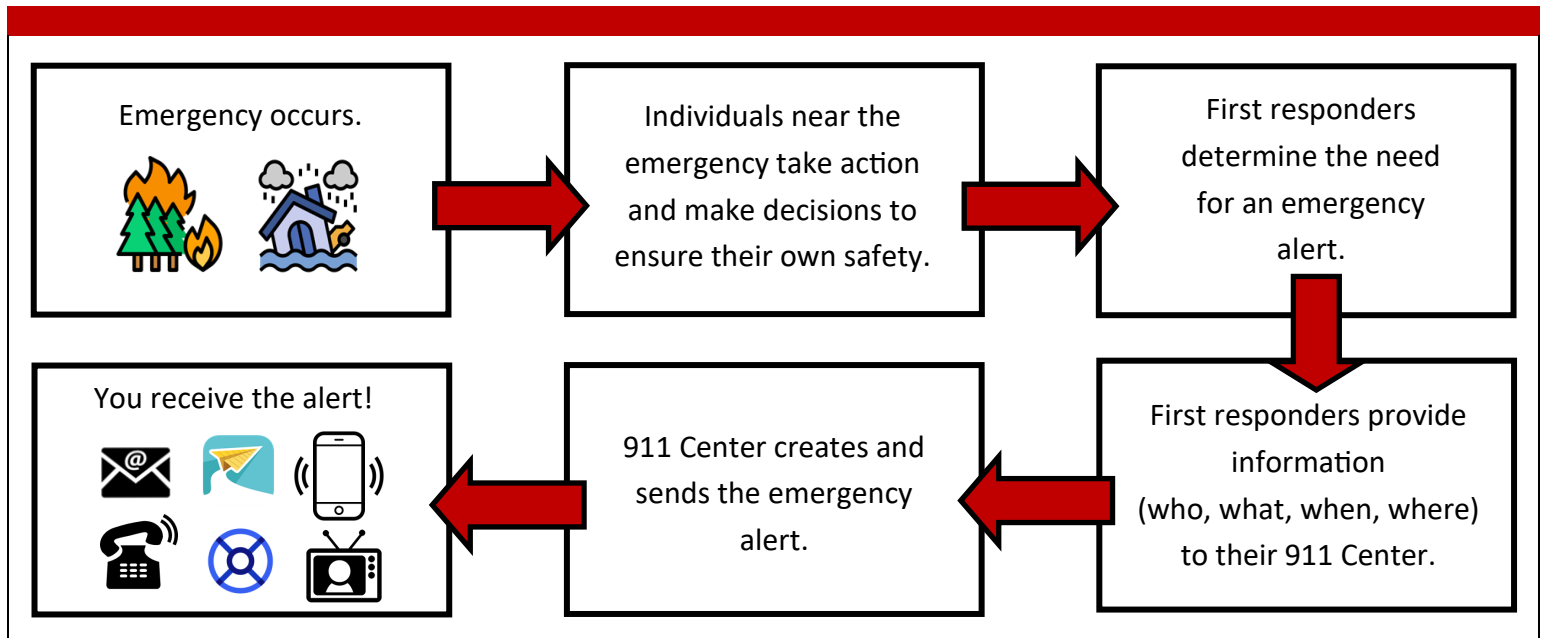 Emergency occurs.
Individuals near the
emergency take action
and make decisions to
ensure their own safety.
First responders
determine the need
for an emergency
alert.
First responders provide
information
(who, what, when, where)
to their 911 Center.
911 Center creates and
sends the emergency
alert.
You receive the alert!
@